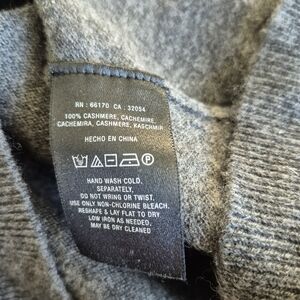 RN : 66170 CA : 32054
100% CASHMERE, CACHEMIRE,
CACHEMIRA, CASHMERE, KASCHMIR
HECHO EN CHINA
HAND WASH COLD,
SEPARATELY,
DO NOT WRING OR TWIST,
USE ONLY NON-CHLORINE BLEACH,
RESHAPE & LAY FLAT TO DRY
LOW IRON AS NEEDED,
MAY BE DRY CLEANED